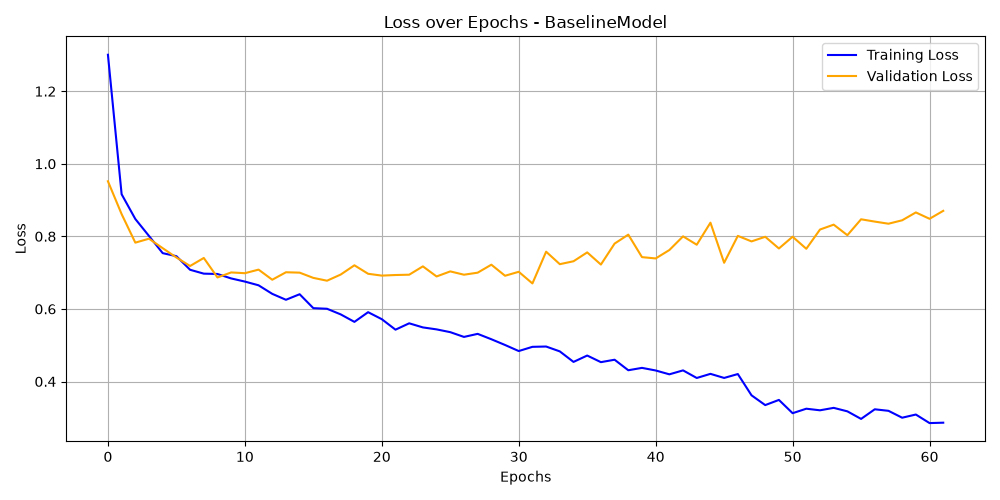 Loss over Epochs - BaselineModel
Training Loss
Validation Loss
1.2
1.0
0.8
0.6
0.4
Loss
0 10 20 30 40 50 60
Epochs